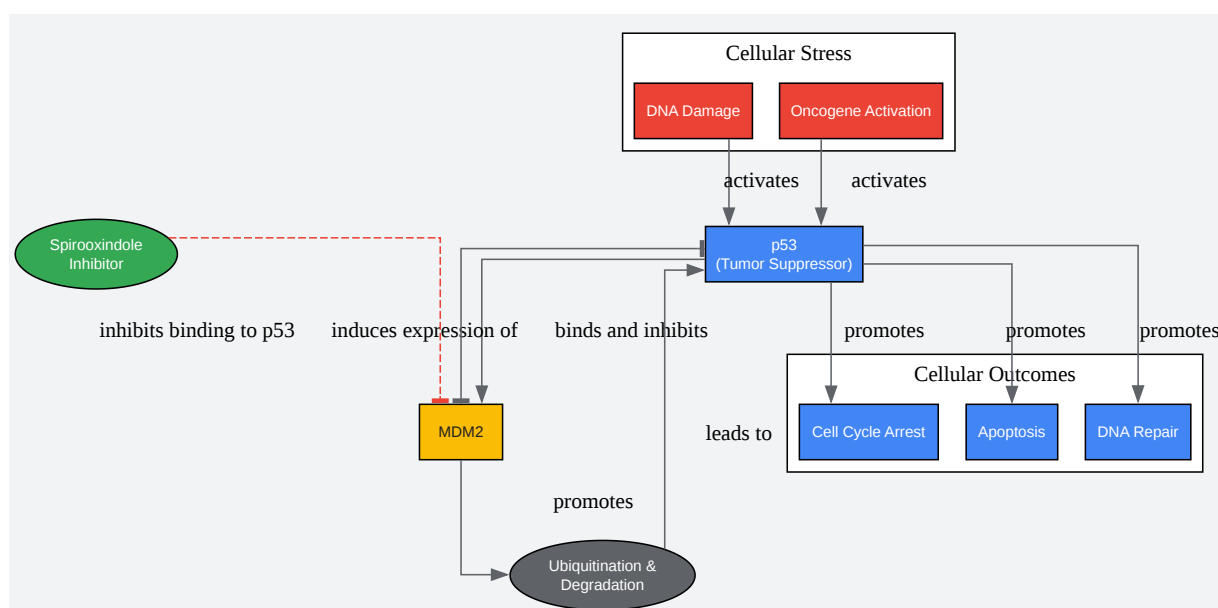 Cellular Stress
DNA Damage
Oncogene Activation
activates
activates
Spirooxindole
Inhibitor
p53
(Tumor Suppressor)
inhibits binding to p53
induces expression of
binds and inhibits
promotes
promotes
promotes
Cellular Outcomes
MDM2
leads to
Cell Cycle Arrest
Apoptosis
DNA Repair
promotes
Ubiquitination &
Degradation